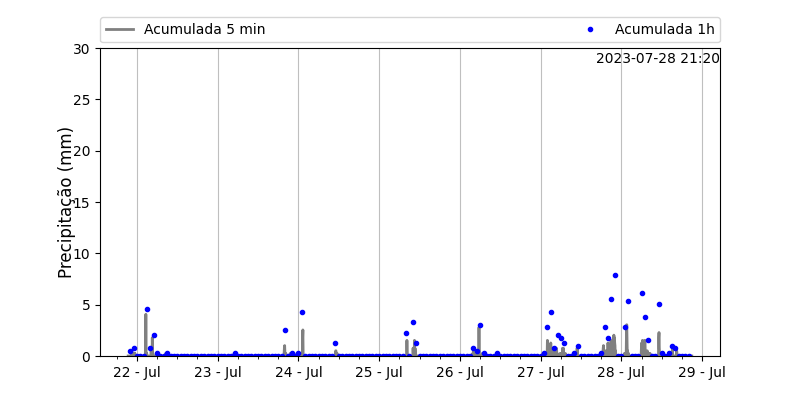 Acumulada 5 min
Acumulada 1h
2023-07-28 21:20
Precipitação (mm)
30
25
20
15
10
5
0
22 - Jul
23 - Jul
24 - Jul
25 - Jul
26 - Jul
27 - Jul
28 - Jul
29 - Jul